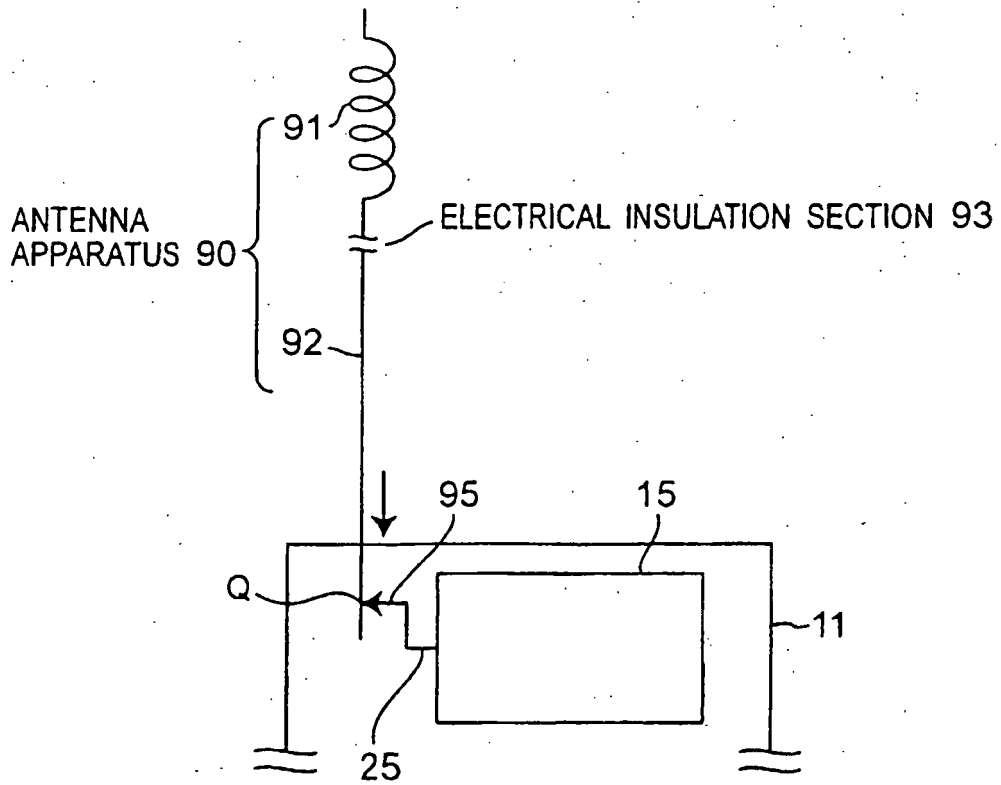 91
ANTENNA
APPARATUS 90
ELECTRICAL INSULATION SECTION 93
92
95
15
Q
11
25